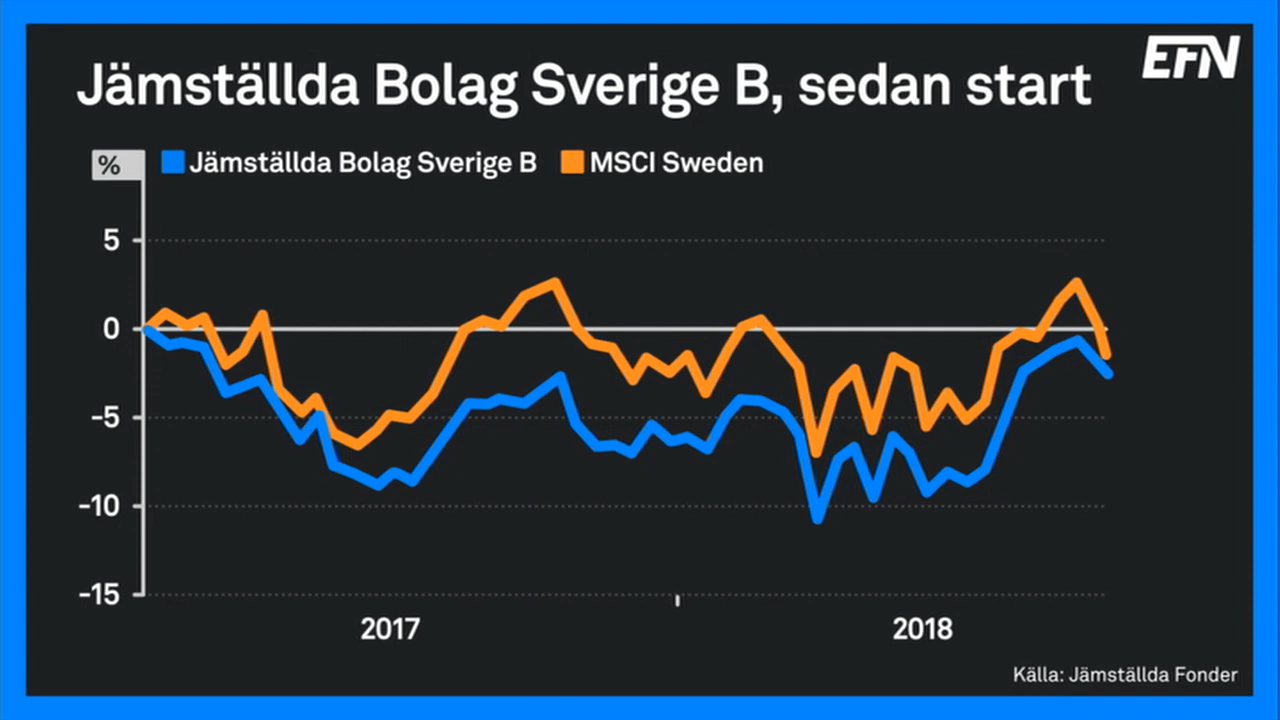 EFN
Jämställda Bolag Sverige B, sedan start
% Jämställda Bolag Sverige B MSCI Sweden
5
0
-5
-10
-15
2017 2018
Källa: Jämställda Fonder